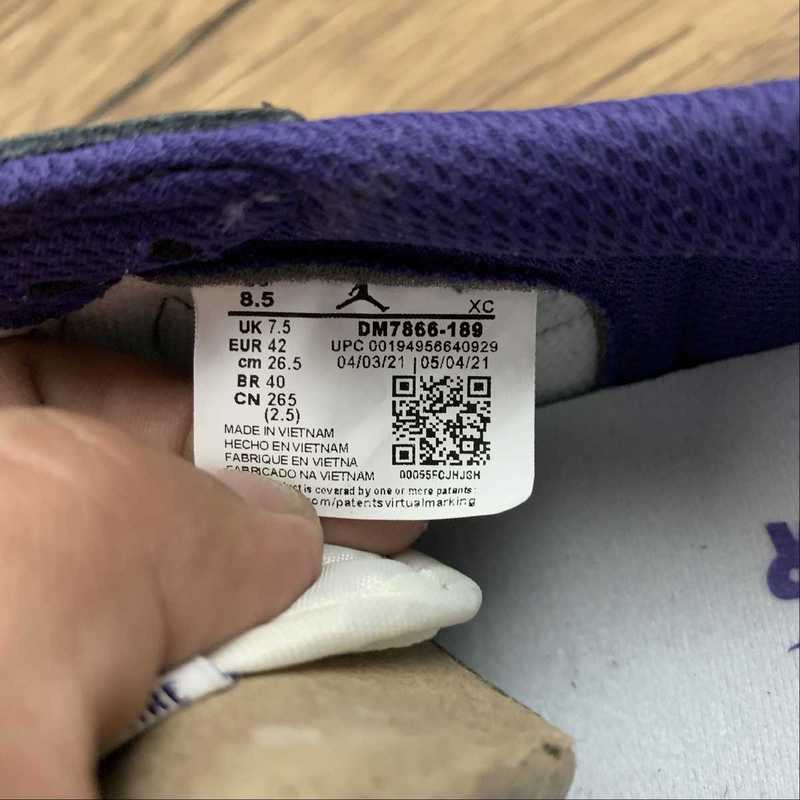 8.5
XC
UK 7.5
EUR 42
cm 26.5
BR 40
CN 265
(2.5)
DM7866-189
UPC 00194956640929
04/03/21 05/04/21
MADE IN VIETNAM
HECHO EN VIETNAM
FABRIQUE EN VIETNA
FABRICADO NA VIETNAM
00055FCJHJGH
is covered by one or more patents
om/patentsvirtualmarking
R